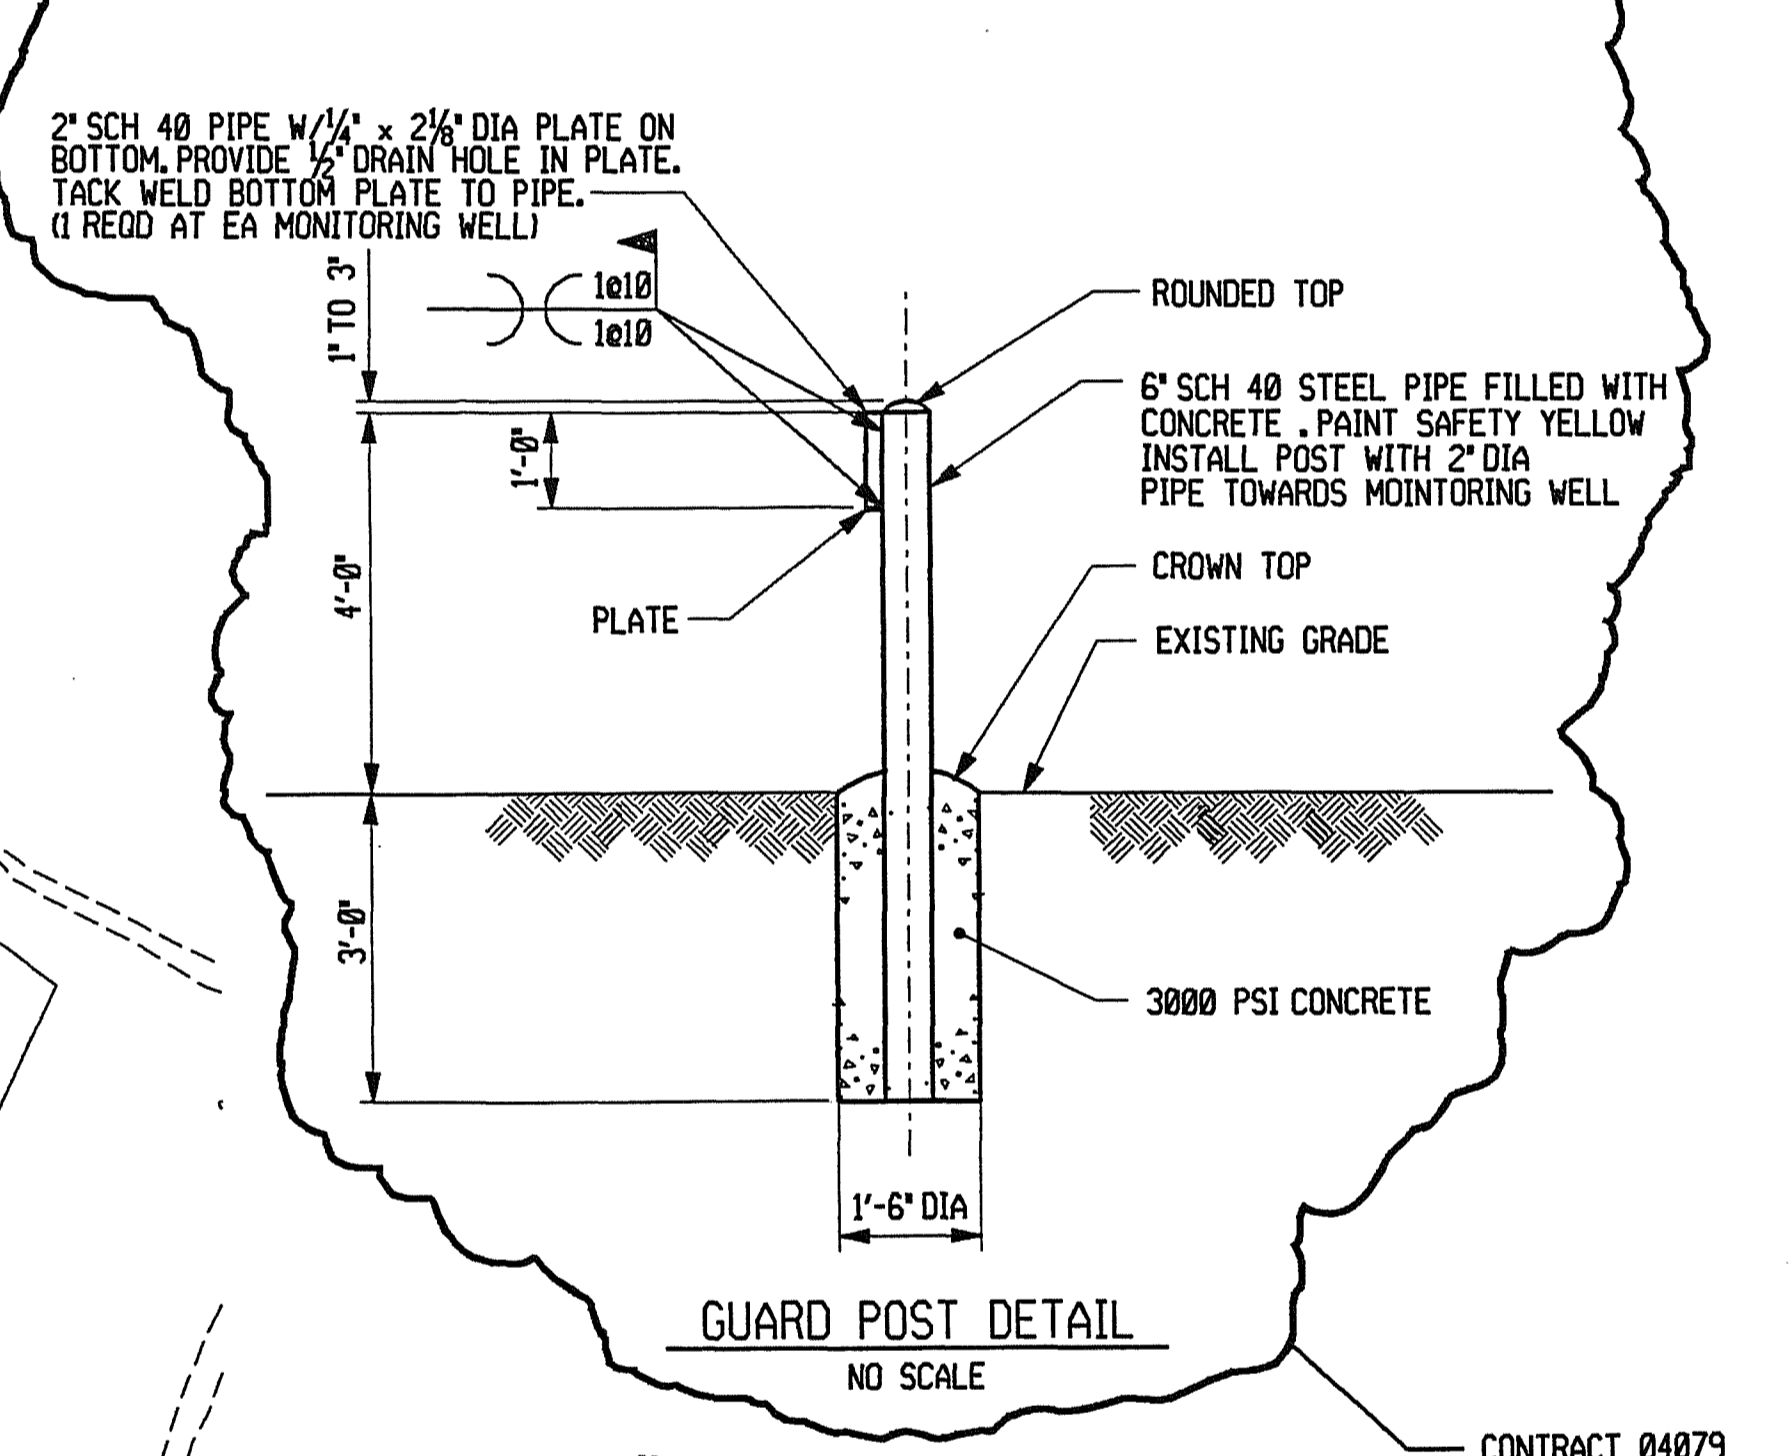 2" SCH 40 PIPE W/1/4" x 2 1/8" DIA PLATE ON
BOTTOM. PROVIDE 1/2" DRAIN HOLE IN PLATE.
TACK WELD BOTTOM PLATE TO PIPE.
(1 REQD AT EA MONITORING WELL)
1" TO 3"
1@10
1@10
ROUNDED TOP
6" SCH 40 STEEL PIPE FILLED WITH
CONCRETE . PAINT SAFETY YELLOW
INSTALL POST WITH 2" DIA
PIPE TOWARDS MOINTORING WELL
1'-0"
4'-0"
PLATE
CROWN TOP
EXISTING GRADE
3'-0"
3000 PSI CONCRETE
1'-6" DIA
GUARD POST DETAIL
NO SCALE
CONTRACT 04079